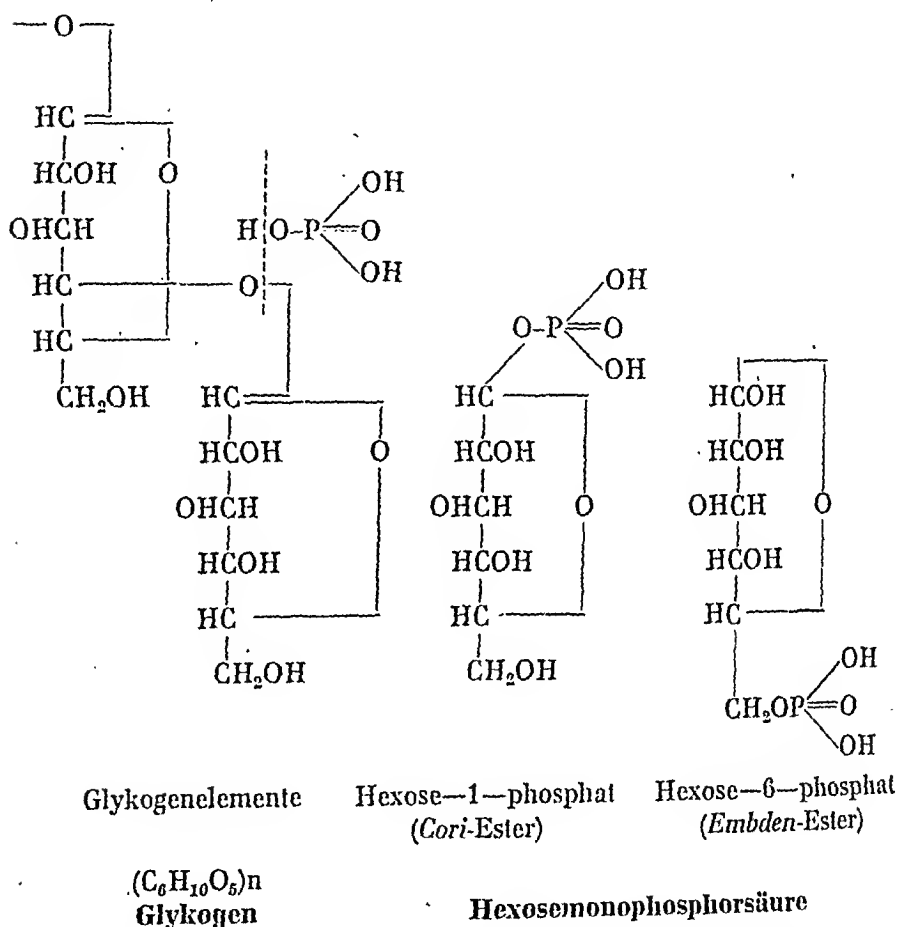 —O—
HC
HCOH O
OHCH
HC
HC
CH₂OH
OH
H O–P=O
OH
O
HC
HCOH O
OHCH
HCOH
HC
CH₂OH
OH
O–P=O
OH
HC
HCOH
OHCH O
HCOH
HC
CH₂OH
HCOH
HCOH
OHCH O
HCOH
HC
OH
CH₂OP=O
OH
Glykogenelemente
Hexose—1—phosphat
(Cori-Ester)
Hexose—6—phosphat
(Embden-Ester)
(C₆H₁₀O₅)n
Glykogen
Hexosemonophosphorsäure